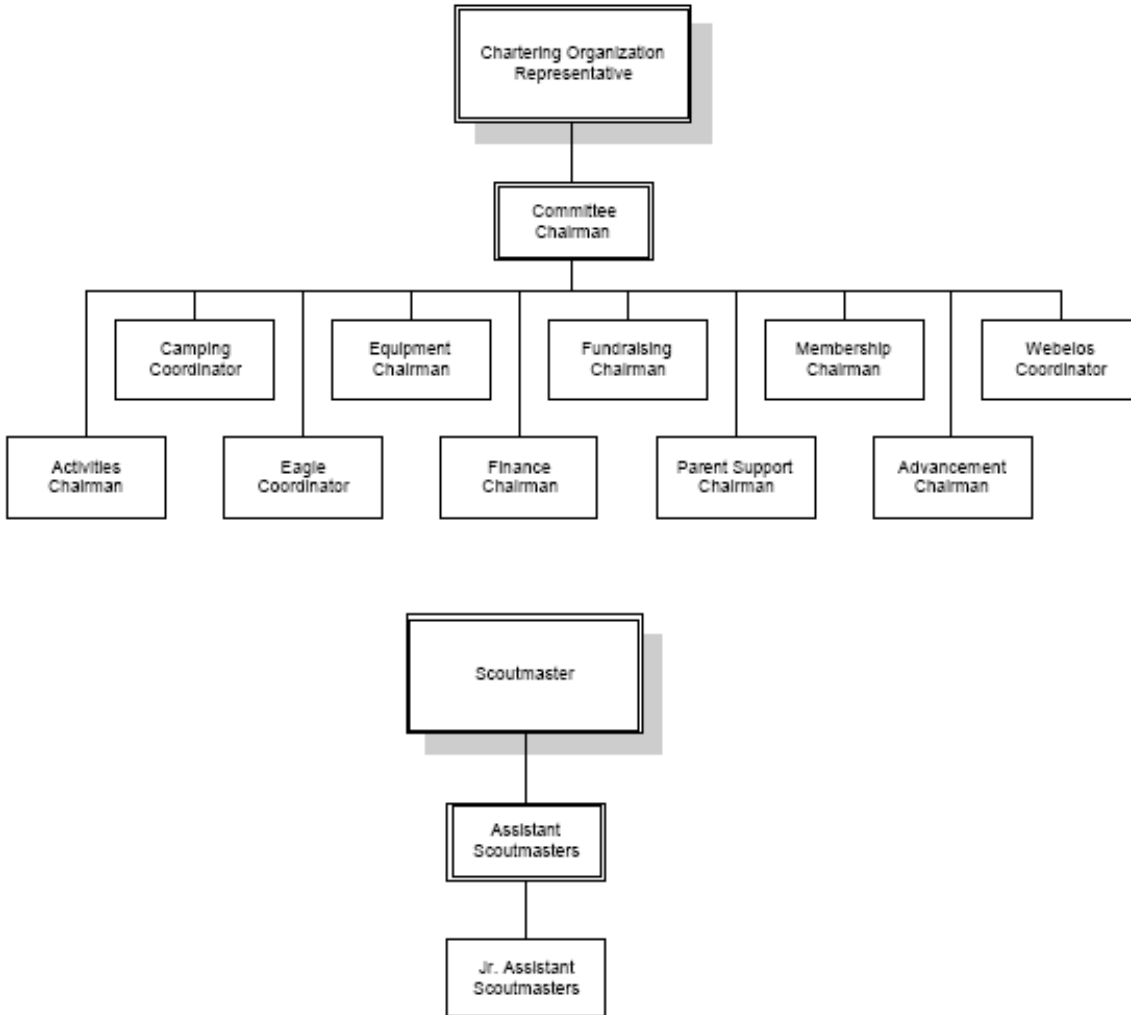 Chartering Organization
Representative
Committee
Chairman
Camping
Coordinator
Equipment
Chairman
Fundraising
Chairman
Membership
Chairman
Webelos
Coordinator
Activities
Chairman
Eagle
Coordinator
Finance
Chairman
Parent Support
Chairman
Advancement
Chairman
Scoutmaster
Assistant
Scoutmasters
Jr. Assistant
Scoutmasters